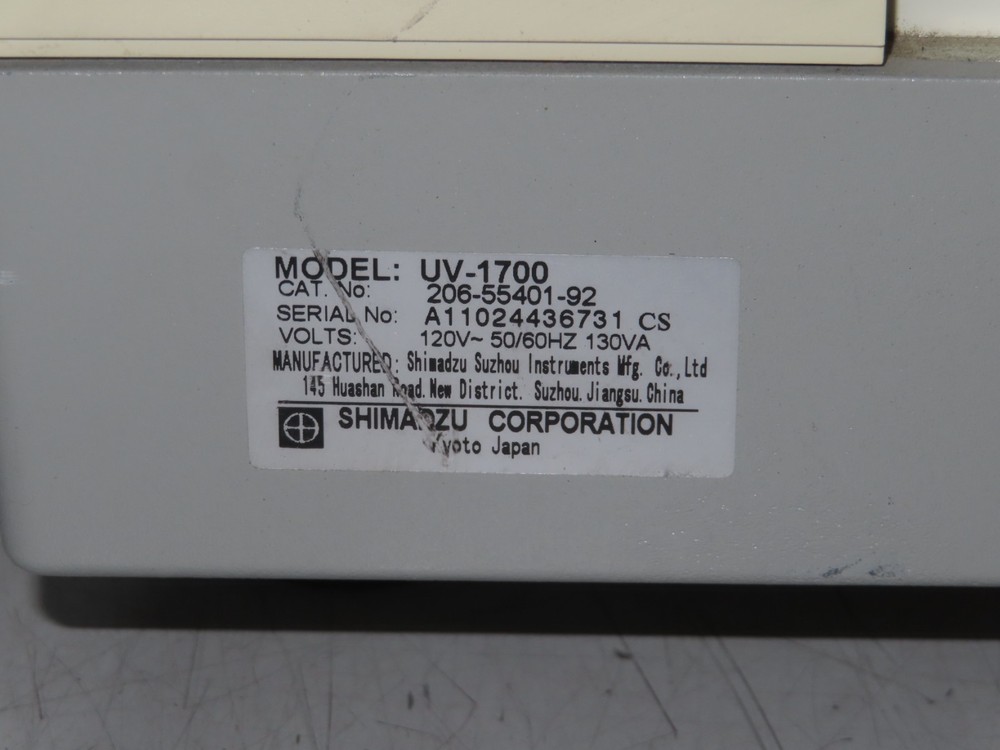 MODEL: UV-1700
CAT. No: 206-55401-92
SERIAL No: A11024436731 CS
VOLTS: 120V~ 50/60HZ 130VA
MANUFACTURED: Shimadzu Suzhou Instruments Mfg. Co.,Ltd
145 Huashan Road.New District. Suzhou.Jiangsu.China
SHIMADZU CORPORATION
Kyoto Japan